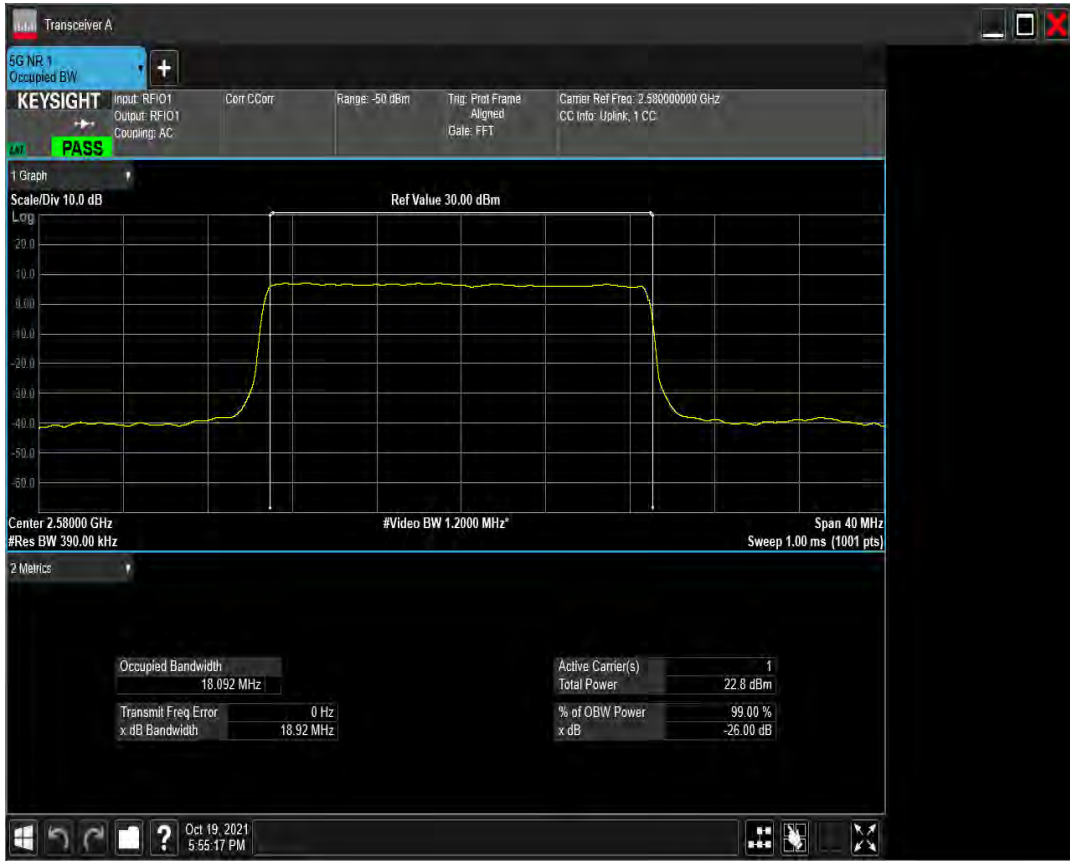 Transceiver A
5G NR 1
Occupied BW
KEYSIGHT
Input: RFIO1
Output: RFIO1
Coupling: AC
Corr CCorr
Range: -50 dBm
Trig: Prot Frame
Aligned
Gate: FFT
Carrier Ref Freq: 2.580000000 GHz
CC Info: Uplink, 1 CC
PASS
1 Graph
Scale/Div 10.0 dB
Ref Value 30.00 dBm
Log
20.0
10.0
0.00
-10.0
-20.0
-30.0
-40.0
-50.0
-60.0
Center 2.58000 GHz
#Video BW 1.2000 MHz*
Span 40 MHz
#Res BW 390.00 kHz
Sweep 1.00 ms (1001 pts)
2 Metrics
Occupied Bandwidth
18.092 MHz
Active Carrier(s) 1
Total Power 22.8 dBm
Transmit Freq Error 0 Hz
x dB Bandwidth 18.92 MHz
% of OBW Power 99.00 %
x dB -26.00 dB
?
Oct 19, 2021
5:55:17 PM